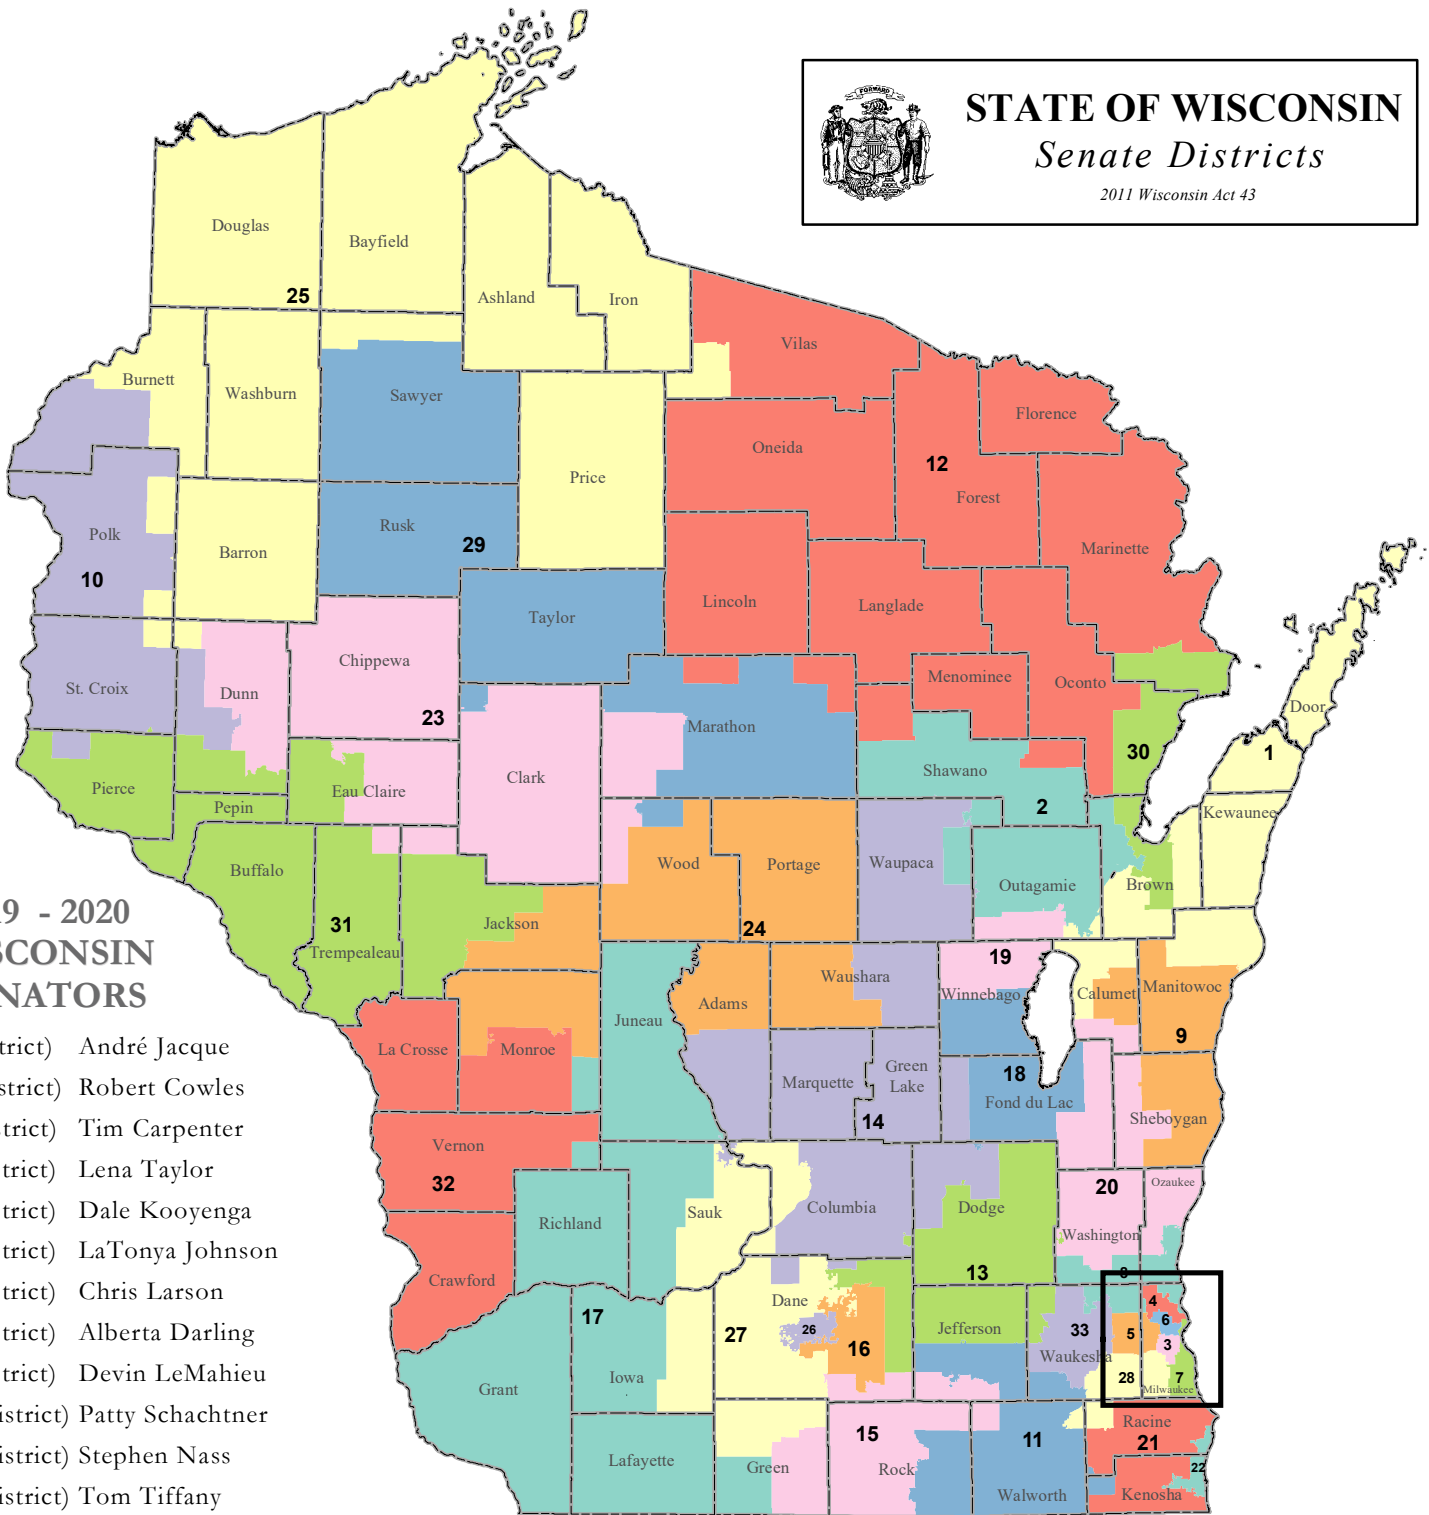 FORWARD
STATE OF WISCONSIN
Senate Districts
2011 Wisconsin Act 43
Douglas
Bayfield
25
Ashland
Iron
Vilas
Burnett
Washburn
Sawyer
Florence
Oneida
12
Forest
Price
Polk
Rusk
29
Barron
10
Marinette
Lincoln
Langlade
Taylor
Chippewa
St. Croix
Dunn
23
Menominee
Oconto
Door
Marathon
30
1
Shawano
Clark
Pierce
Eau Claire
Pepin
2
Kewaunee
Buffalo
Wood
Portage
Waupaca
Outagamie
Brown
31
Trempealeau
Jackson
24
19
Waushara
Winnebago
Calumet
Manitowoc
Adams
Juneau
9
La Crosse
Monroe
Marquette
Green
Lake
18
Fond du Lac
14
Sheboygan
Vernon
32
20
Ozaukee
Richland
Sauk
Columbia
Dodge
Washington
Crawford
13
8
Dane
17
27
26
16
Jefferson
33
Waukesha
4
6
5
3
28
7
Milwaukee
Iowa
Grant
15
11
Racine
21
Lafayette
Green
Rock
22
Walworth
Kenosha
9 - 2020
SCONSIN
NATORS
trict) André Jacque
strict) Robert Cowles
trict) Tim Carpenter
trict) Lena Taylor
trict) Dale Kooyenga
trict) LaTonya Johnson
trict) Chris Larson
trict) Alberta Darling
trict) Devin LeMahieu
istrict) Patty Schachtner
istrict) Stephen Nass
istrict) Tom Tiffany